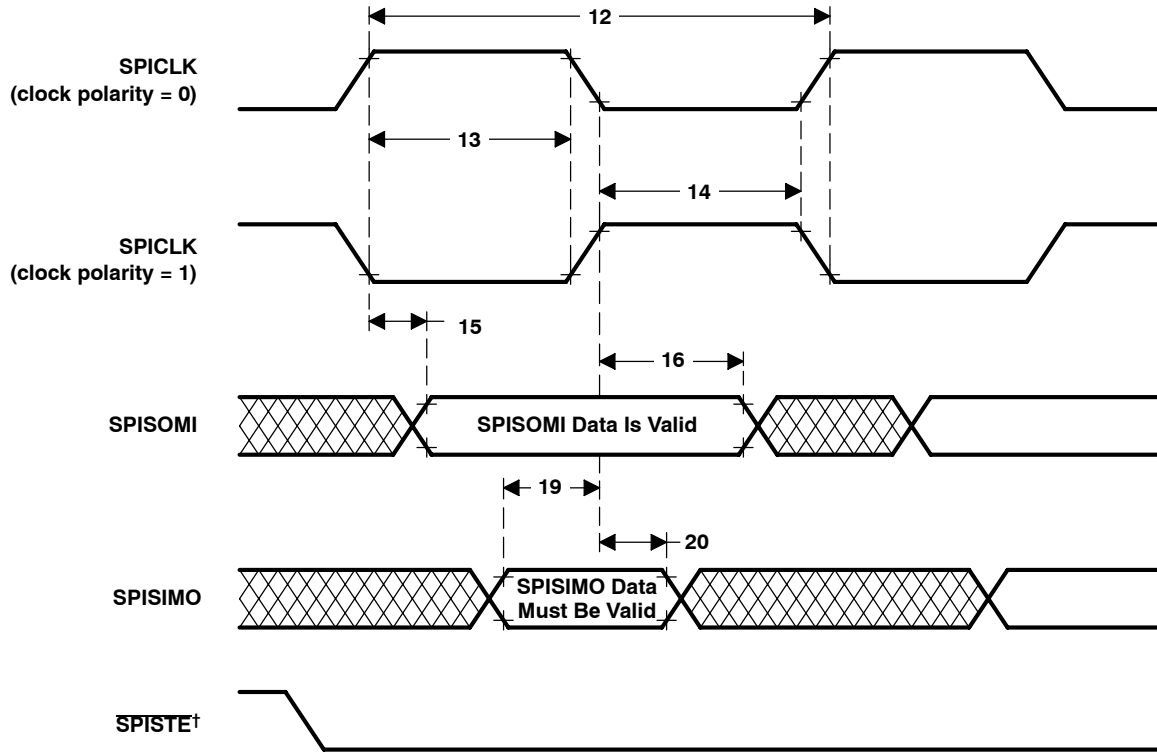 12
SPICLK
(clock polarity = 0)
13
14
SPICLK
(clock polarity = 1)
15
16
SPISOMI
SPISOMI Data Is Valid
19
20
SPISIMO
SPISIMO Data
Must Be Valid
SPISTE†